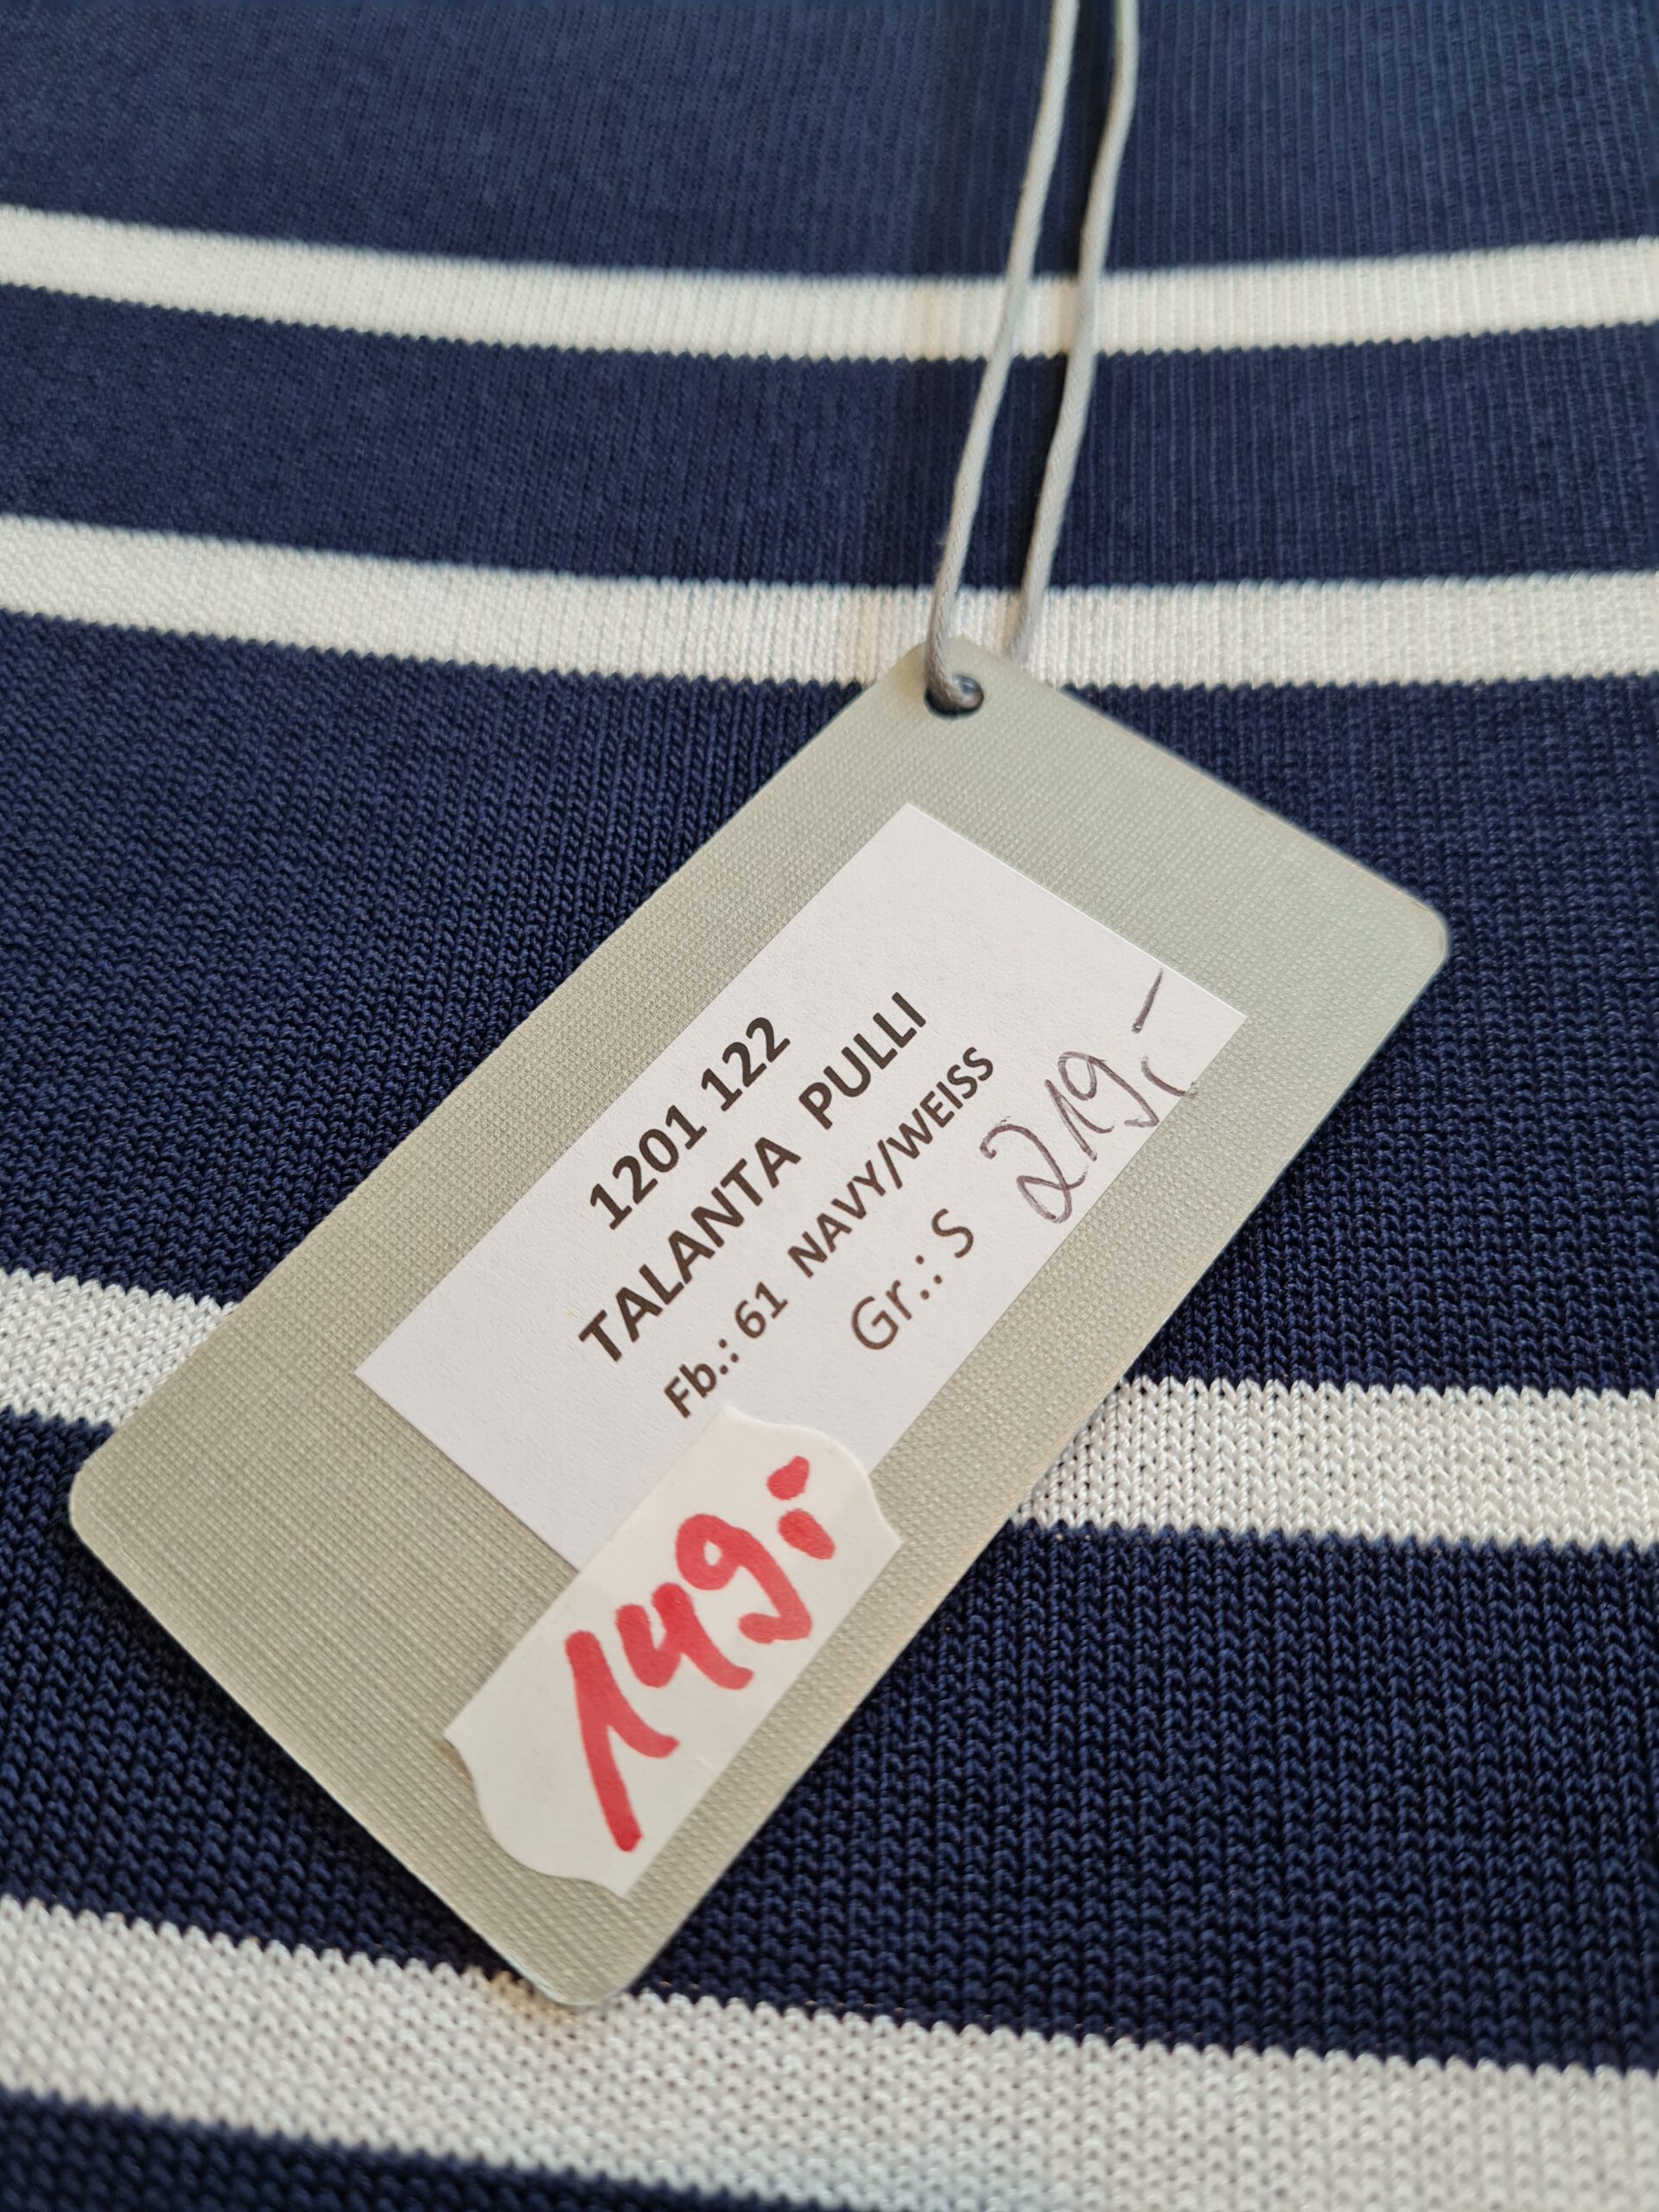 1201 122
TALANTA PULLI
Fb.: 61 NAVY/WEISS
Gr.: S
219,-
149,-